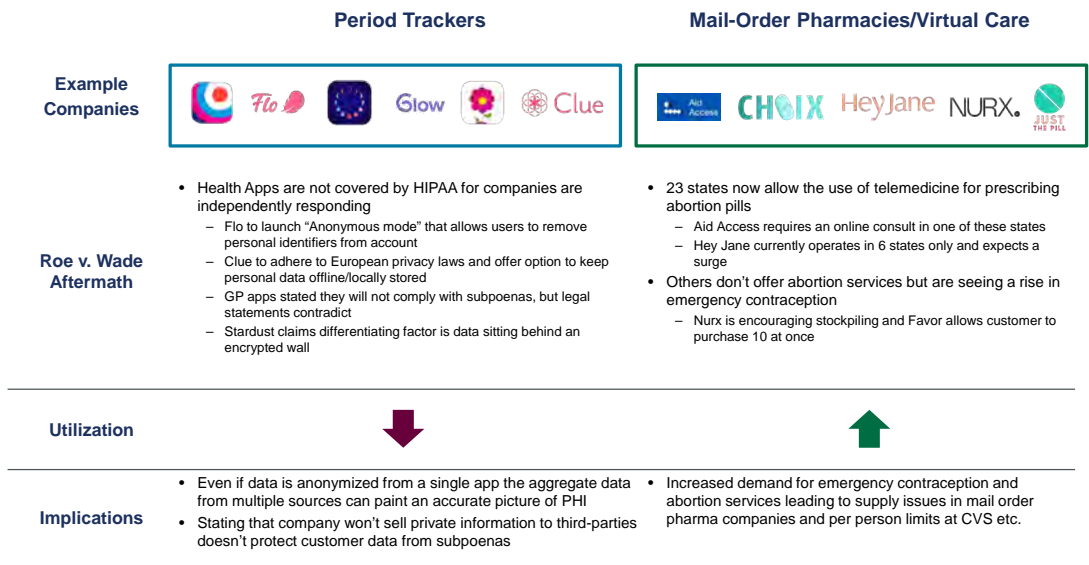 Period Trackers
Mail-Order Pharmacies/Virtual Care
Example
Companies
Flo
Glow
Clue
Aid
Access
CHOIX
HeyJane
NURX.
JUST
THE PILL
Roe v. Wade
Aftermath
• Health Apps are not covered by HIPAA for companies are
independently responding
– Flo to launch “Anonymous mode” that allows users to remove
personal identifiers from account
– Clue to adhere to European privacy laws and offer option to keep
personal data offline/locally stored
– GP apps stated they will not comply with subpoenas, but legal
statements contradict
– Stardust claims differentiating factor is data sitting behind an
encrypted wall
• 23 states now allow the use of telemedicine for prescribing
abortion pills
– Aid Access requires an online consult in one of these states
– Hey Jane currently operates in 6 states only and expects a
surge
• Others don’t offer abortion services but are seeing a rise in
emergency contraception
– Nurx is encouraging stockpiling and Favor allows customer to
purchase 10 at once
Utilization
Implications
• Even if data is anonymized from a single app the aggregate data
from multiple sources can paint an accurate picture of PHI
• Stating that company won’t sell private information to third-parties
doesn’t protect customer data from subpoenas
• Increased demand for emergency contraception and
abortion services leading to supply issues in mail order
pharma companies and per person limits at CVS etc.